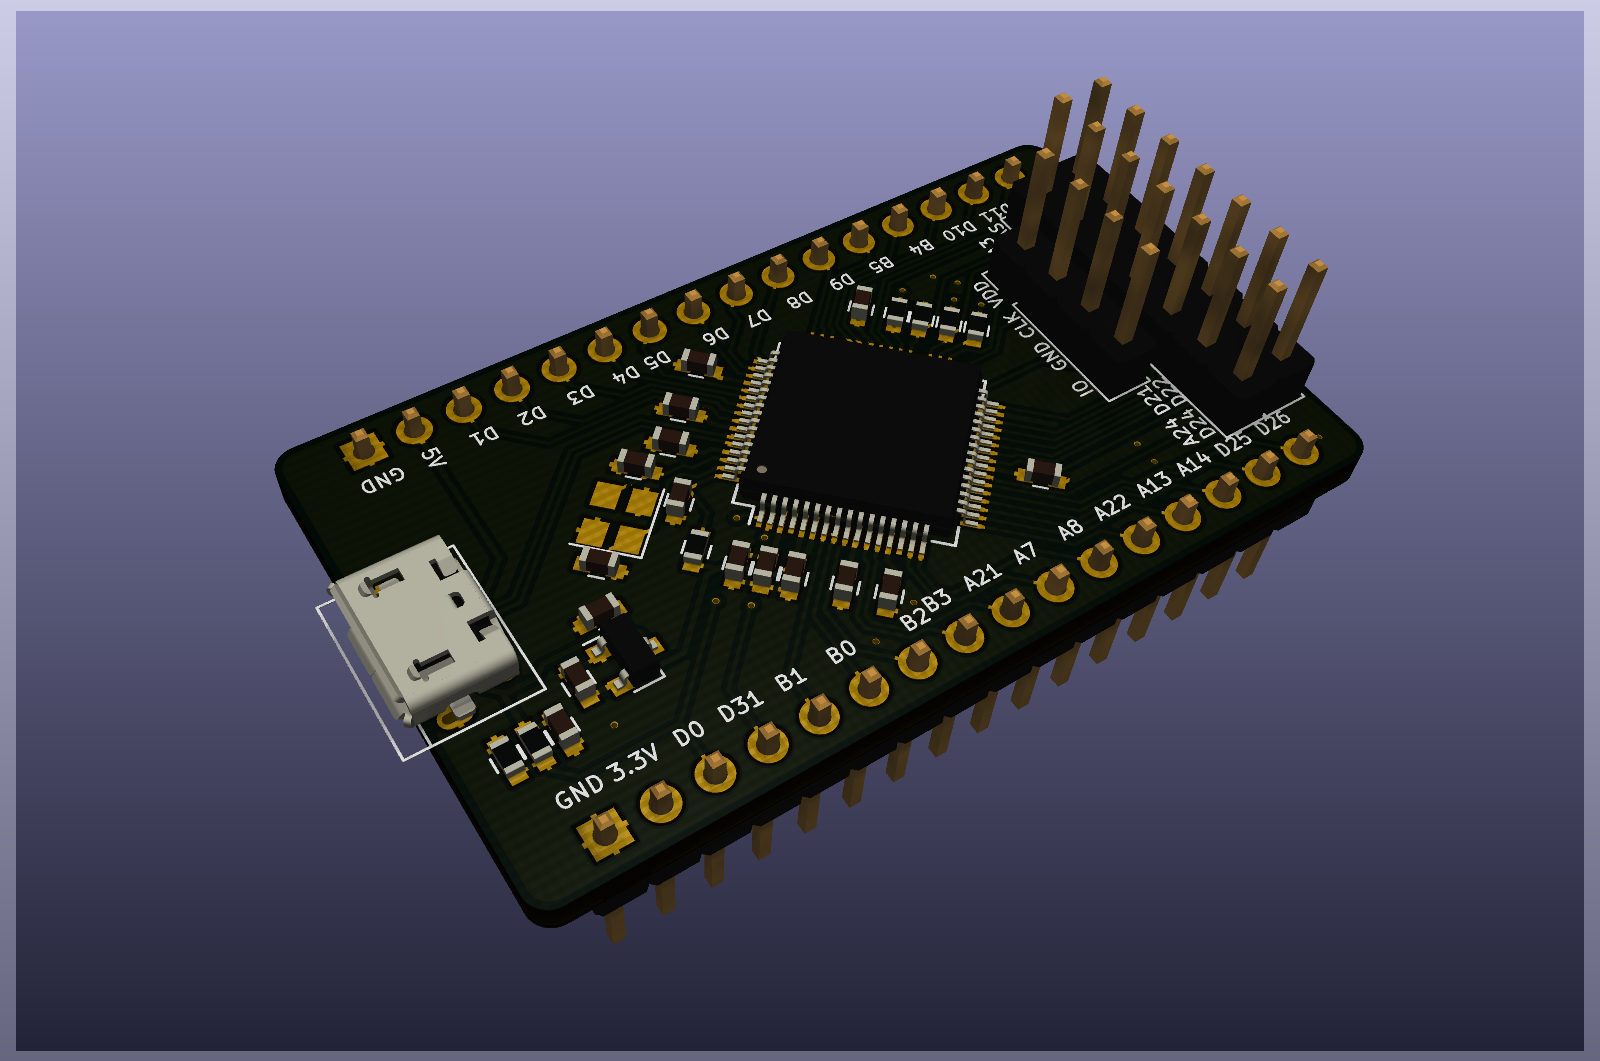 GND
5V
D1
D2
D3
D4
D5
D6
D7
D8
D9
B5
B4
D10
D11
VDD
CLK
GND
IO
D21
D22
A24
D24
D25
D26
GND
3.3V
D0
D31
B1
B0
B2
B3
A21
A7
A8
A22
A13
A14